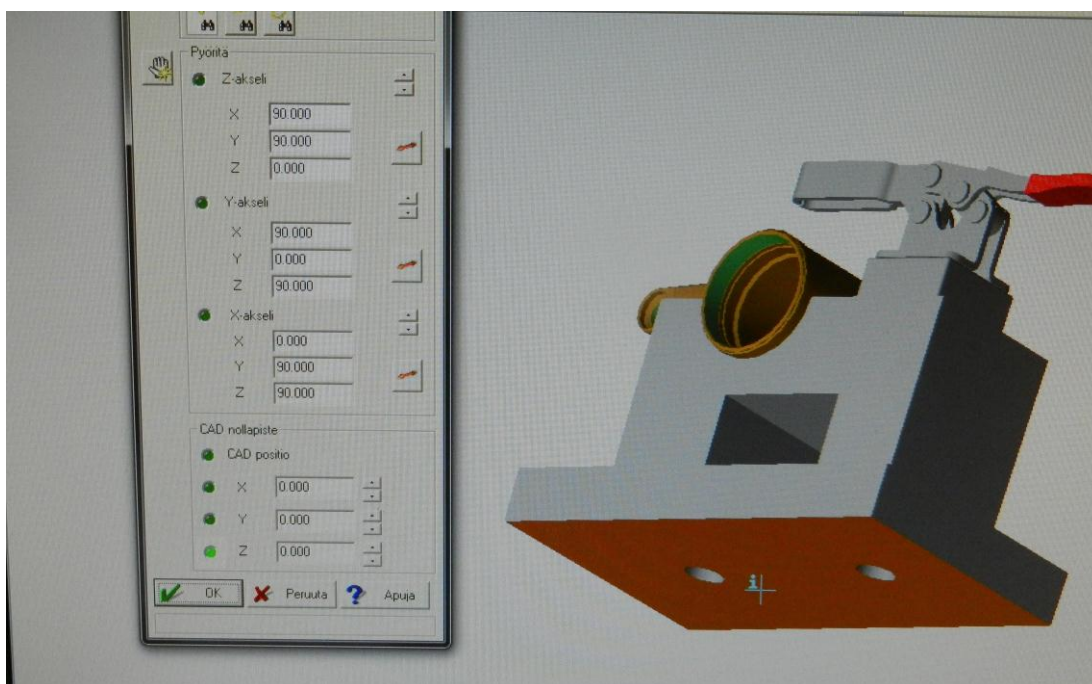 Pyöritä
Z-akseli
X 90.000
Y 90.000
Z 0.000
Y-akseli
X 90.000
Y 0.000
Z 90.000
X-akseli
X 0.000
Y 90.000
Z 90.000
CAD nollapiste
CAD positio
X 0.000
Y 0.000
Z 0.000
OK Peruuta ? Apuja
i